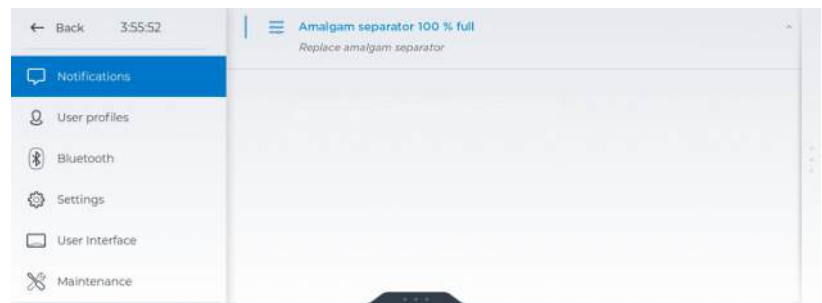 Back 3:55:52
Notifications
User profiles
Bluetooth
Settings
User Interface
Maintenance
Amalgam separator 100 % full
Replace amalgam separator